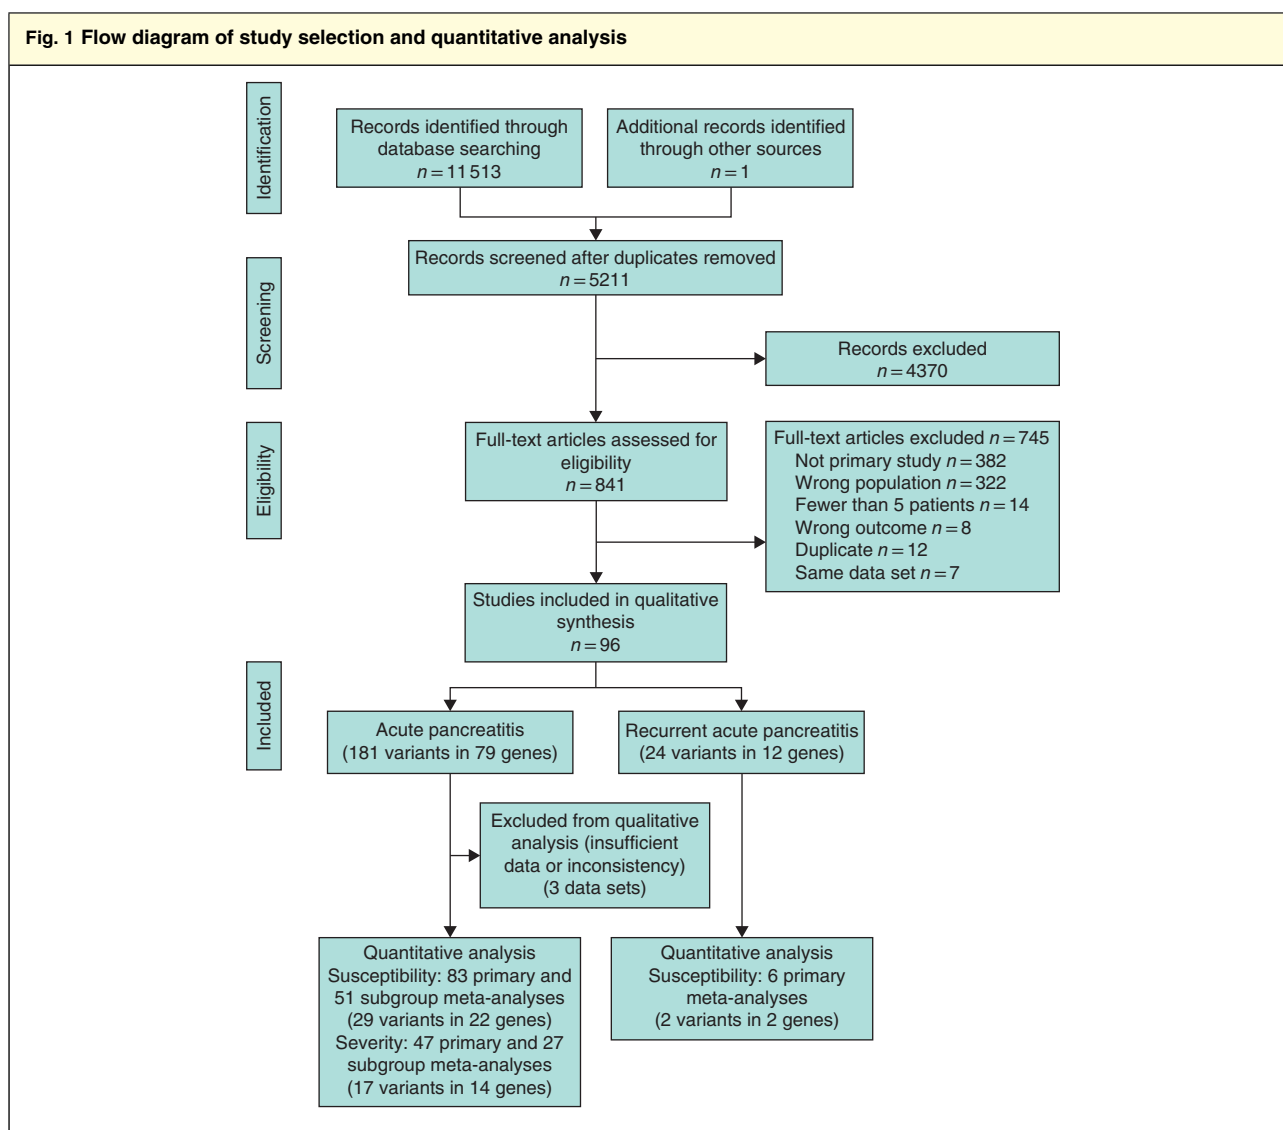 Fig. 1 Flow diagram of study selection and quantitative analysis
Identification
Records identified through
database searching
n = 11 513
Additional records identified
through other sources
n = 1
Screening
Records screened after duplicates removed
n = 5211
Records excluded
n = 4370
Eligibility
Full-text articles assessed for
eligibility
n = 841
Full-text articles excluded n = 745
Not primary study n = 382
Wrong population n = 322
Fewer than 5 patients n = 14
Wrong outcome n = 8
Duplicate n = 12
Same data set n = 7
Studies included in qualitative
synthesis
n = 96
Included
Acute pancreatitis
(181 variants in 79 genes)
Recurrent acute pancreatitis
(24 variants in 12 genes)
Excluded from qualitative
analysis (insufficient
data or inconsistency)
(3 data sets)
Quantitative analysis
Susceptibility: 83 primary and
51 subgroup meta-analyses
(29 variants in 22 genes)
Severity: 47 primary and 27
subgroup meta-analyses
(17 variants in 14 genes)
Quantitative analysis
Susceptibility: 6 primary
meta-analyses
(2 variants in 2 genes)